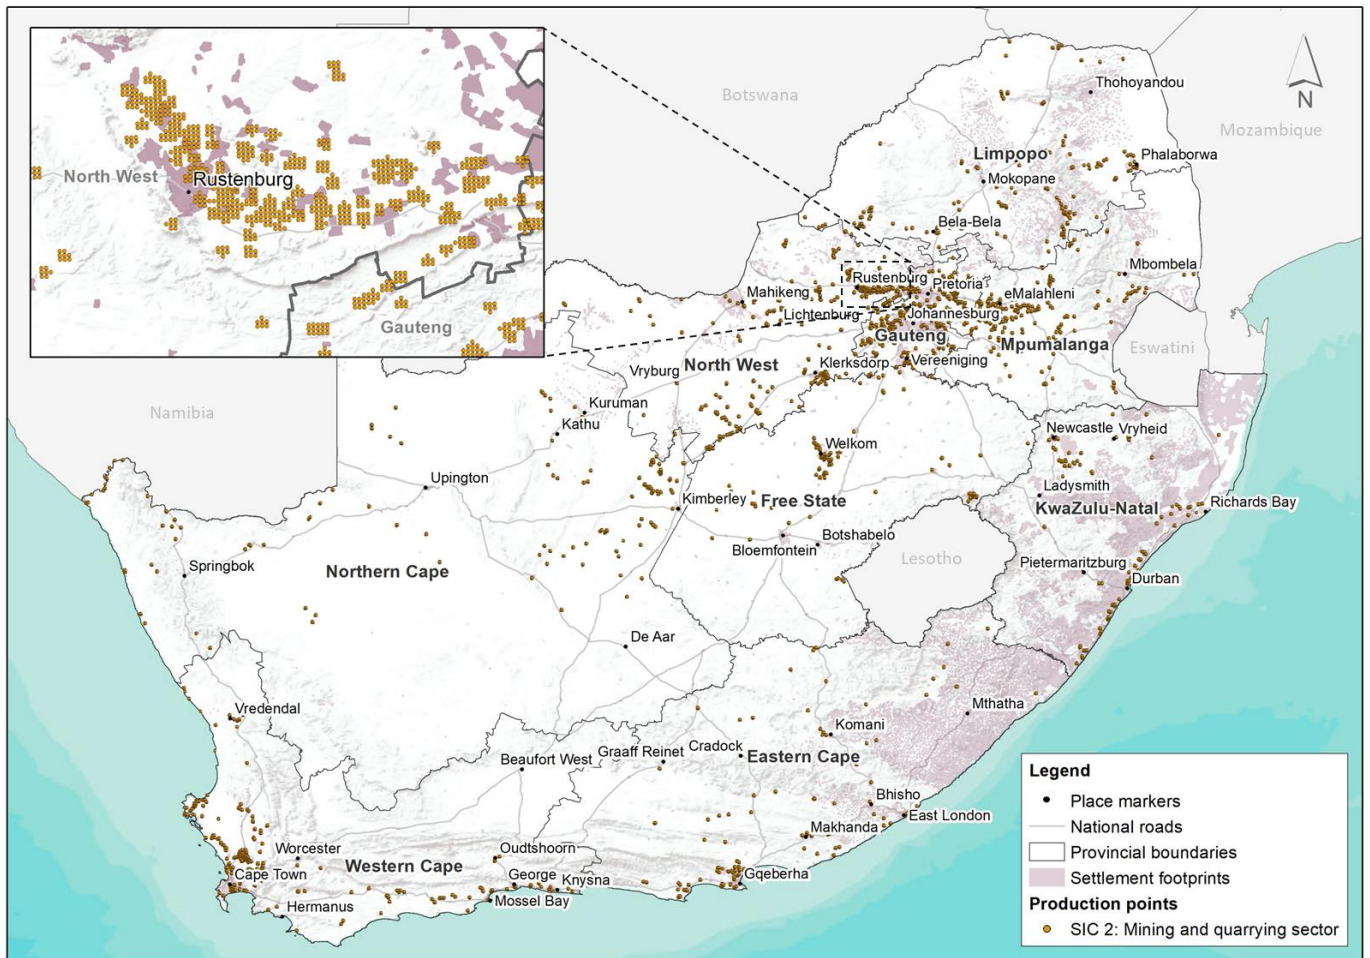 Botswana
Thohoyandou
N
Mozambique
Limpopo
Phalaborwa
Mokopane
North West
Rustenburg
Bela-Bela
Mbombela
Rustenburg
Pretoria
eMalahleni
Mahikeng
Lichtenburg
Johannesburg
Gauteng
Gauteng
Mpumalanga
Eswatini
North West
Klerksdorp
Vereeniging
Vryburg
Namibia
Kuruman
Kathu
Newcastle
Vryheid
Welkom
Upington
Ladysmith
Kimberley
Free State
KwaZulu-Natal
Richards Bay
Botshabelo
Bloemfontein
Lesotho
Pietermaritzburg
Springbok
Northern Cape
Durban
De Aar
Vredendal
Mthatha
Komani
Beaufort West
Graaff Reinet
Cradock
Eastern Cape
Bhisho
East London
Makhanda
Worcester
Oudtshoorn
Western Cape
Cape Town
George
Knysna
Gqeberha
Hermanus
Mossel Bay
Legend
Place markers
National roads
Provincial boundaries
Settlement footprints
Production points
SIC 2: Mining and quarrying sector